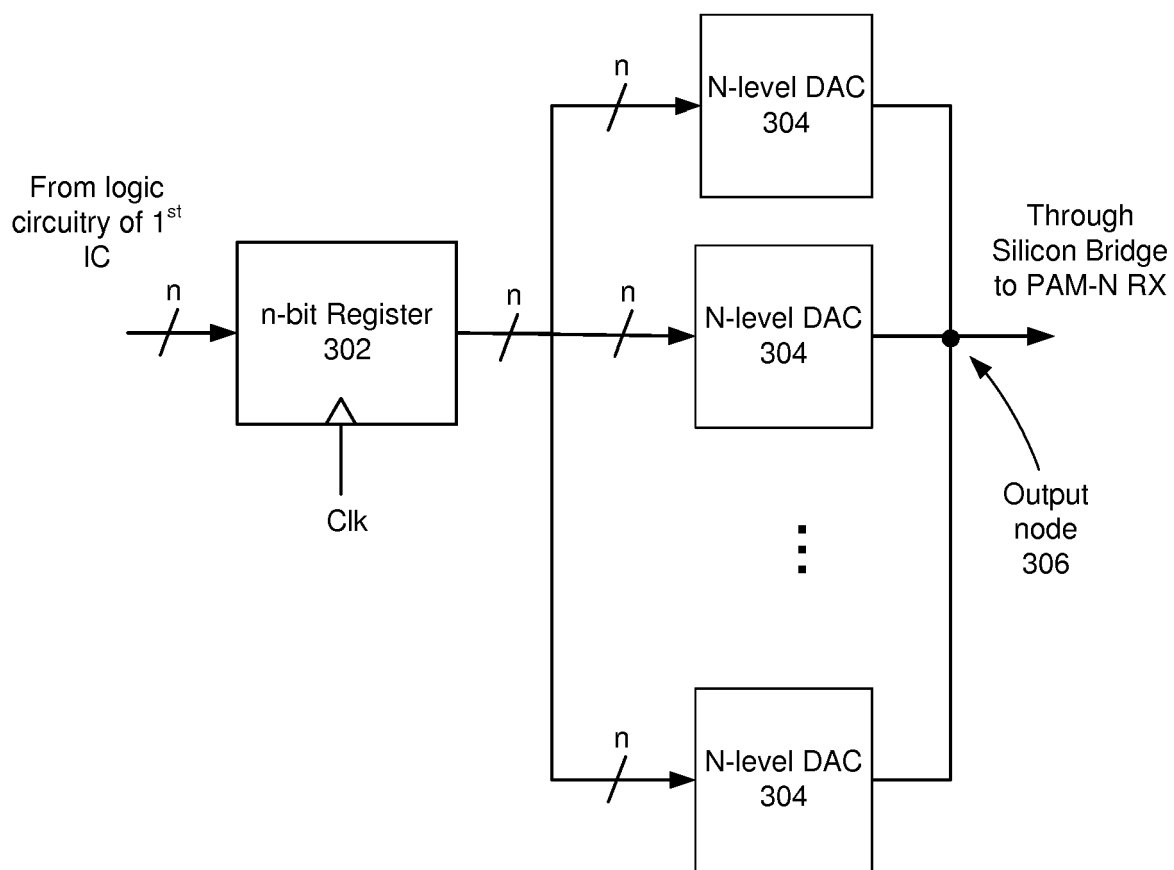 n
N-level DAC
304
From logic
circuitry of 1st
IC
n
n-bit Register
302
Clk
n
n
N-level DAC
304
Through
Silicon Bridge
to PAM-N RX
Output
node
306
n
N-level DAC
304